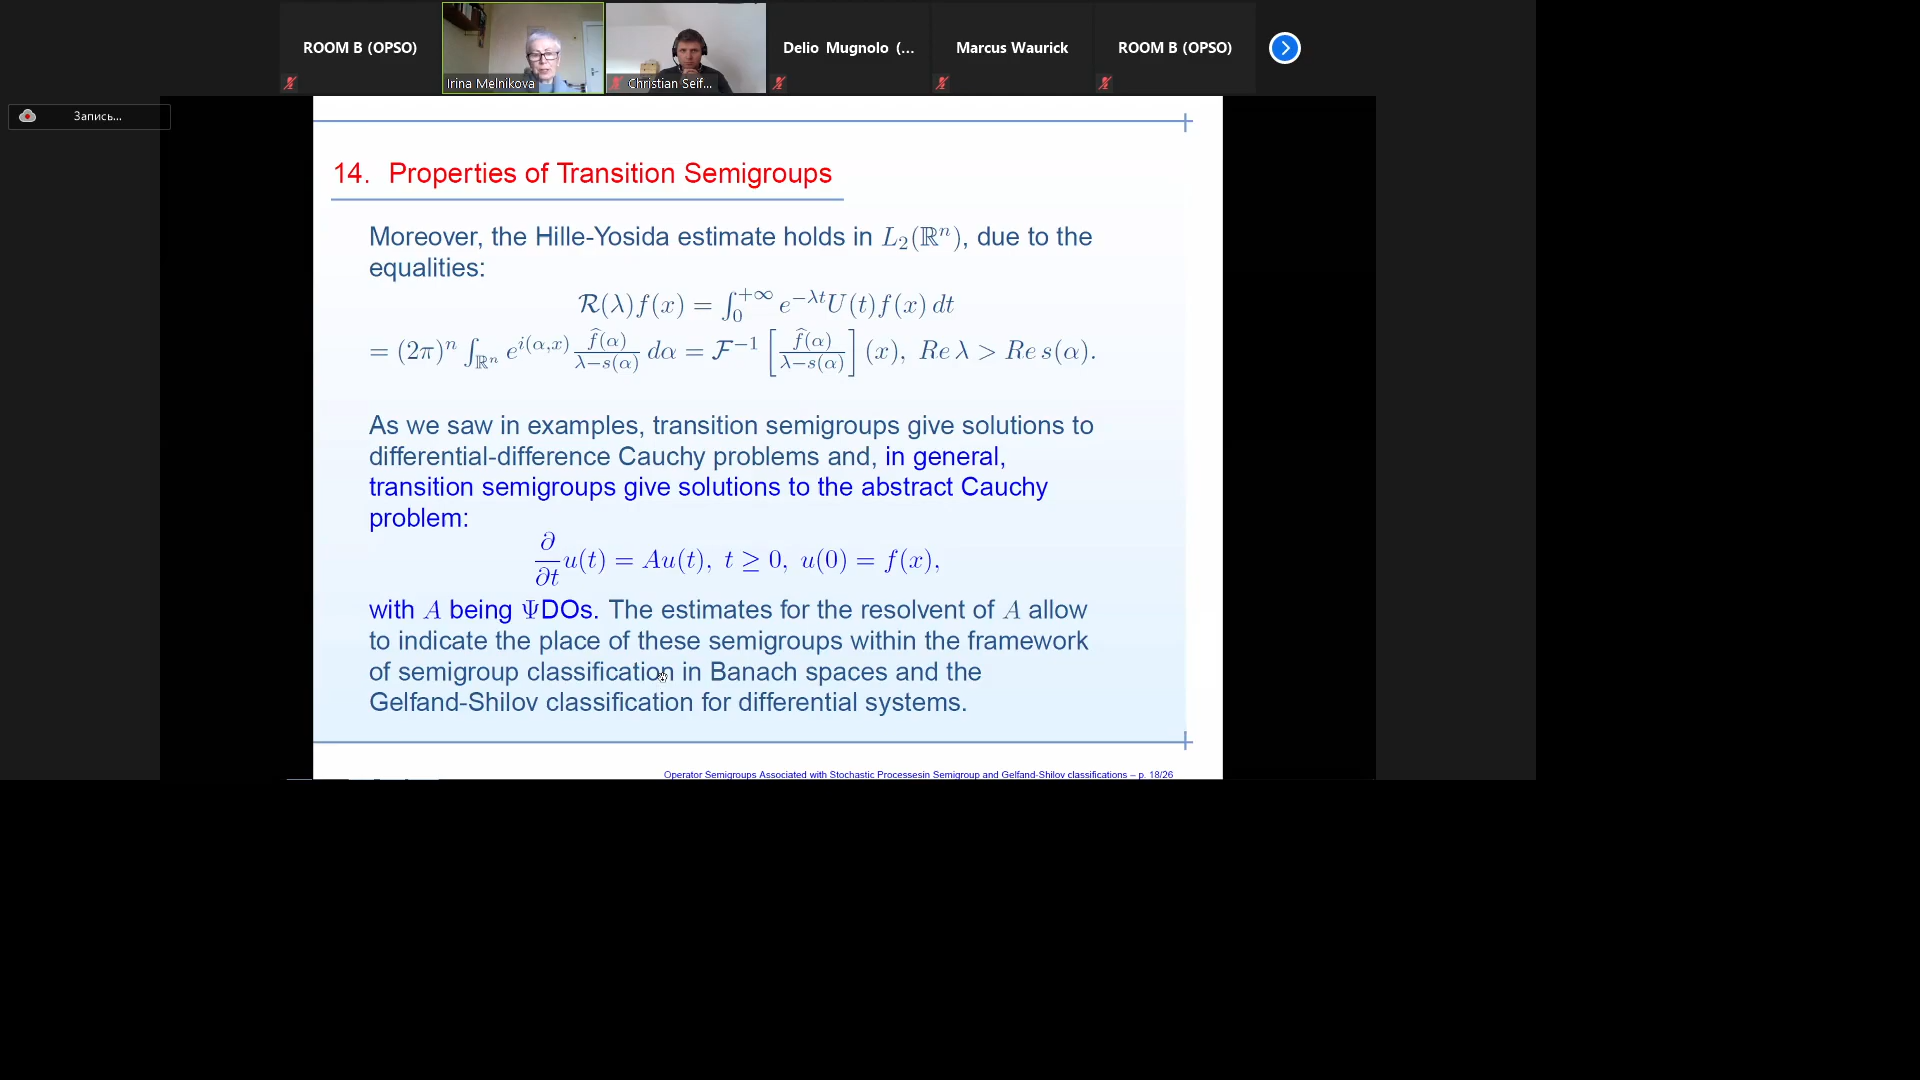 ROOM B (OPSO)
Irina Melnikova
Christian Seif...
Delio Mugnolo (...
Marcus Waurick
ROOM B (OPSO)
Запись...
14. Properties of Transition Semigroups
Moreover, the Hille-Yosida estimate holds in L₂(ℝⁿ), due to the
equalities:
ℛ(λ)f(x) = ∫₀^{+∞} e^{−λt}U(t)f(x) dt
= (2π)ⁿ ∫_{ℝⁿ} e^{i(α,x)} \frac{\widehat{f}(α)}{λ−s(α)} dα = ℱ^{−1} [\frac{\widehat{f}(α)}{λ−s(α)}] (x), Re λ > Re s(α).
As we saw in examples, transition semigroups give solutions to
differential-difference Cauchy problems and, in general,
transition semigroups give solutions to the abstract Cauchy
problem:
\frac{∂}{∂t}u(t) = Au(t), t ≥ 0, u(0) = f(x),
with A being ΨDOs. The estimates for the resolvent of A allow
to indicate the place of these semigroups within the framework
of semigroup classification in Banach spaces and the
Gelfand-Shilov classification for differential systems.
Operator Semigroups Associated with Stochastic Processesin Semigroup and Gelfand-Shilov classifications – p. 18/26